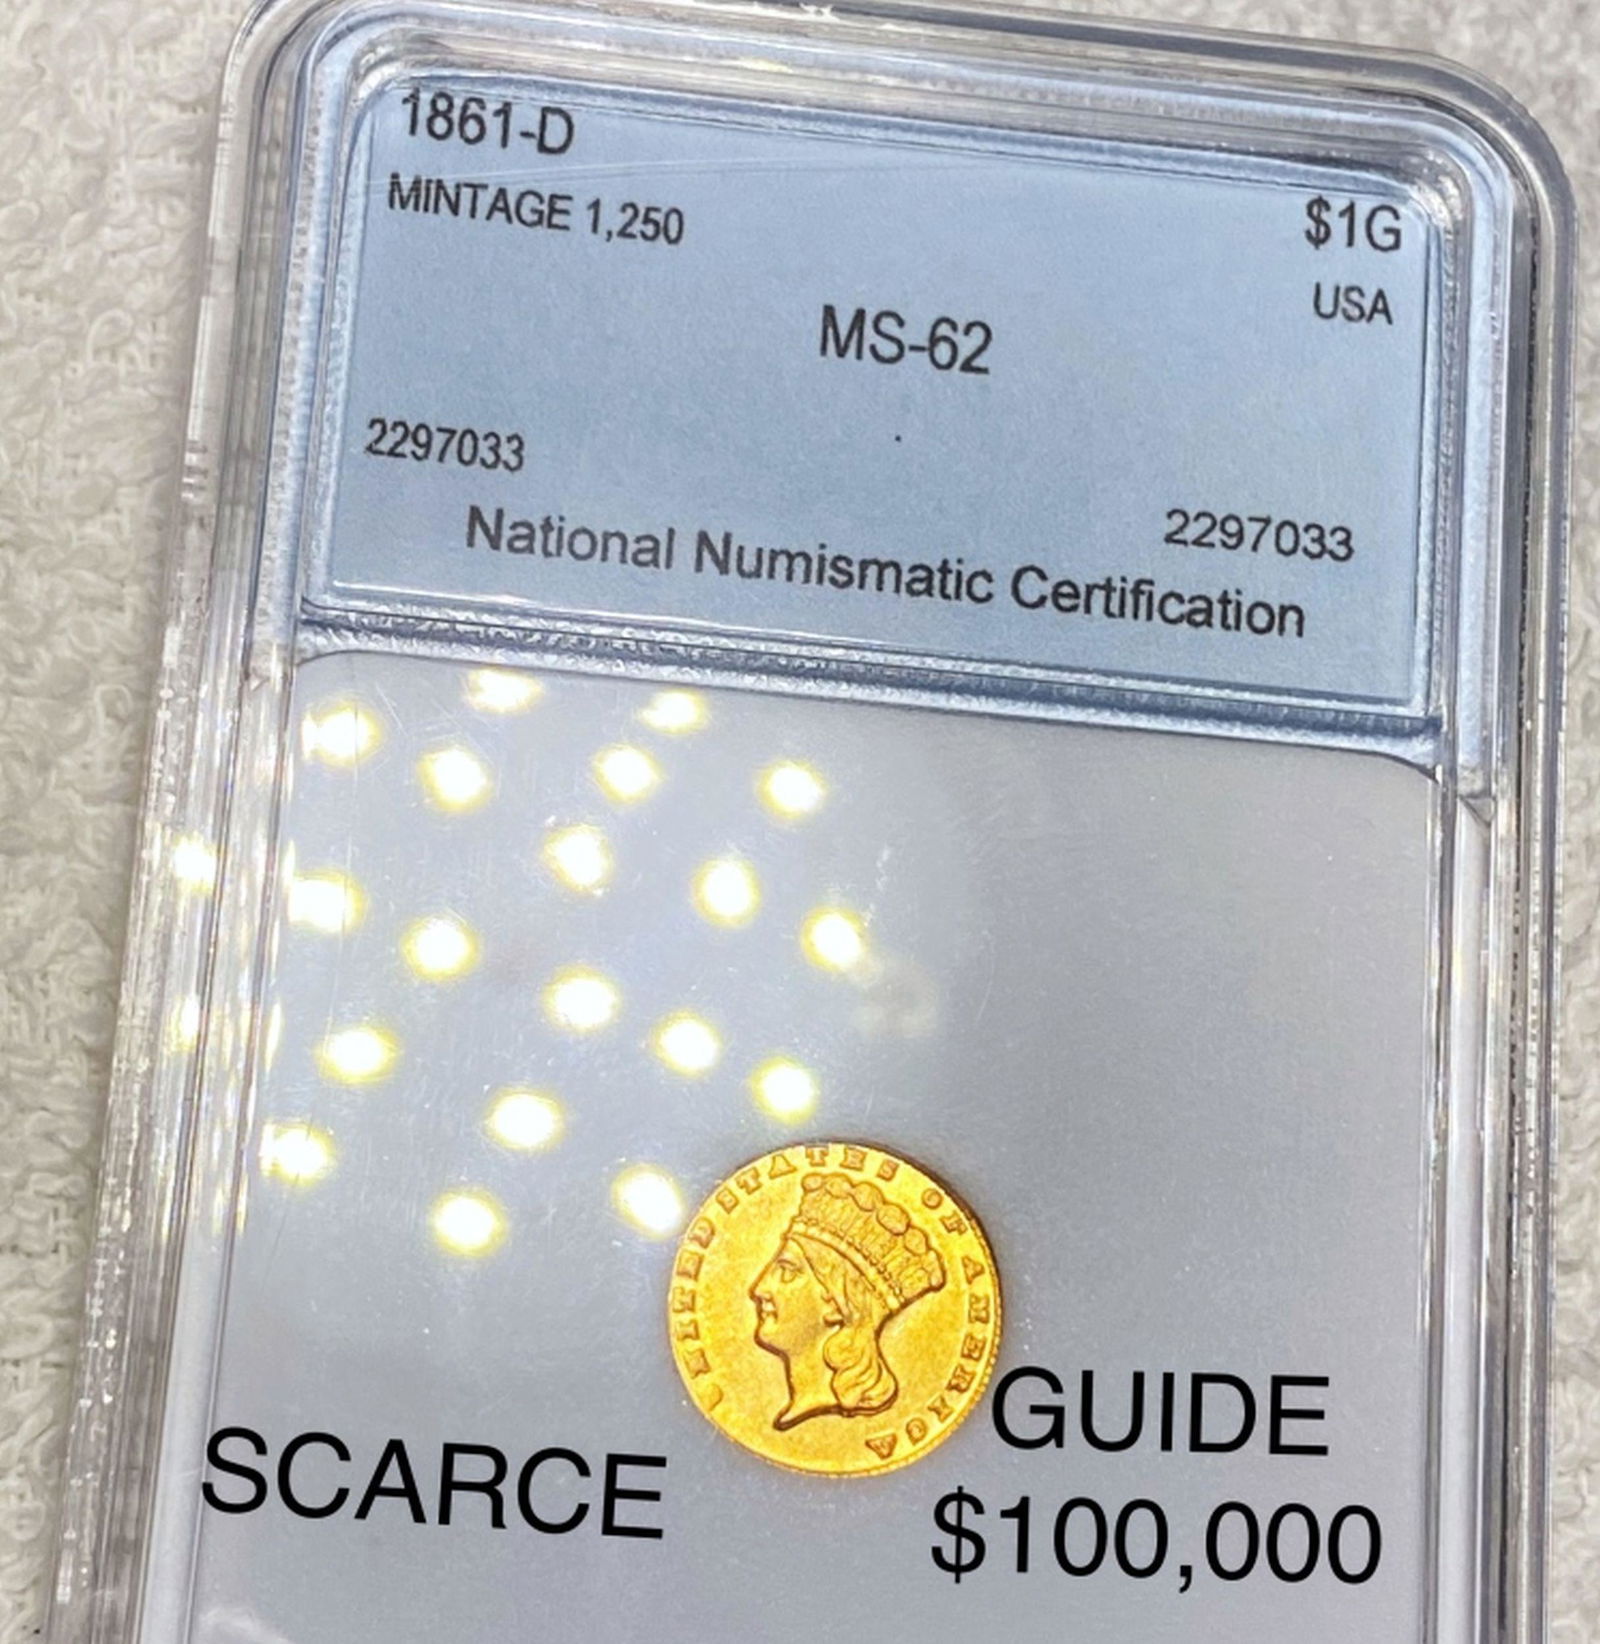 1861-D
MINTAGE 1,250
$1G
USA
MS-62
2297033
2297033
National Numismatic Certification
UNITED STATES OF AMERICA
SCARCE
GUIDE
$100,000